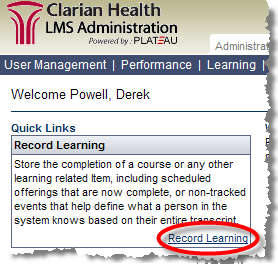 Clarian Health
LMS Administration
Powered by : PLATEAU
Administra
User Management | Performance | Learning |
Welcome Powell, Derek
Quick Links
Record Learning
Store the completion of a course or any other
learning related Item, including scheduled
offerings that are now complete, or non-tracked
events that help define what a person in the
system knows based on their entire transcript.
Record Learning